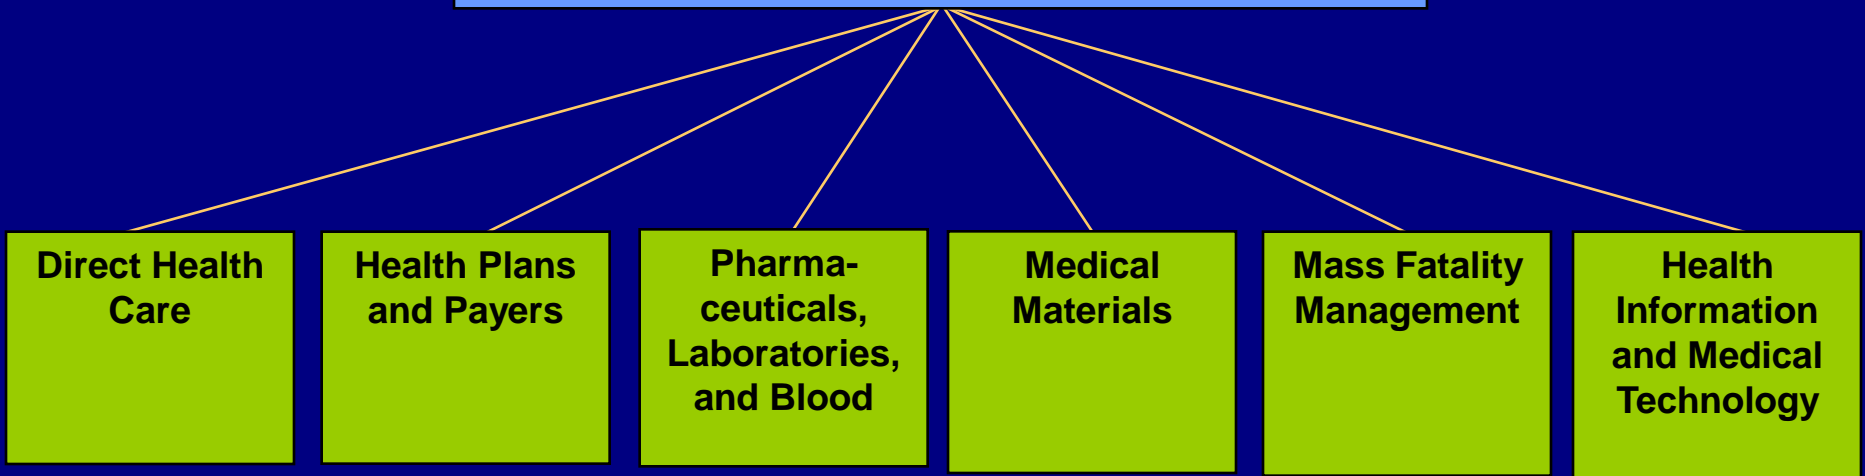 Direct Health
Care
Health Plans
and Payers
Pharma-
ceuticals,
Laboratories,
and Blood
Medical
Materials
Mass Fatality
Management
Health
Information
and Medical
Technology